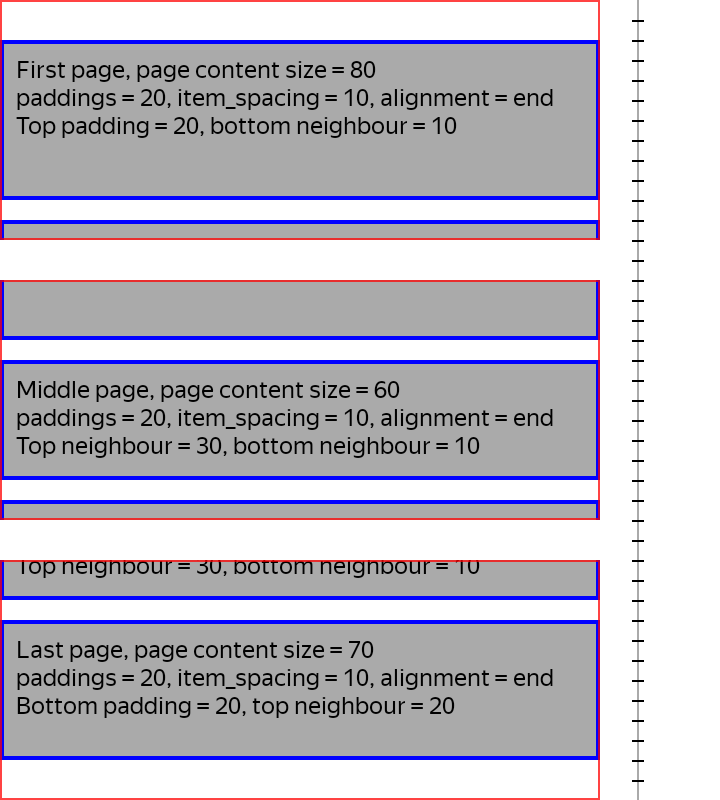 First page, page content size = 80
paddings = 20, item_spacing = 10, alignment = end
Top padding = 20, bottom neighbour = 10
Middle page, page content size = 60
paddings = 20, item_spacing = 10, alignment = end
Top neighbour = 30, bottom neighbour = 10
Top neighbour = 30, bottom neighbour = 10
Last page, page content size = 70
paddings = 20, item_spacing = 10, alignment = end
Bottom padding = 20, top neighbour = 20